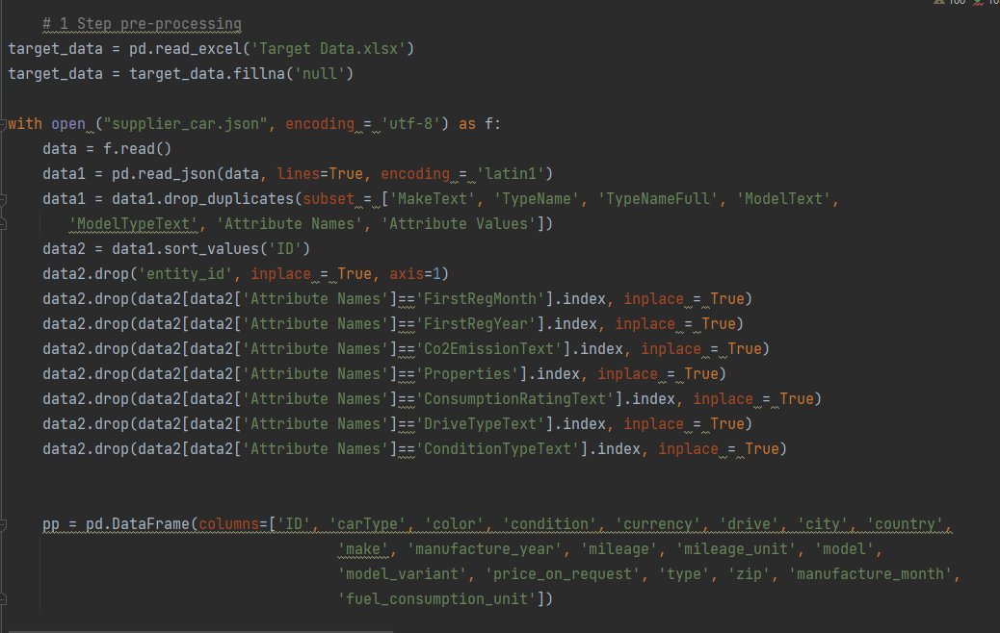 100 10
# 1 Step pre-processing
target_data = pd.read_excel('Target Data.xlsx')
target_data = target_data.fillna('null')
with open ("supplier_car.json", encoding = 'utf-8') as f:
data = f.read()
data1 = pd.read_json(data, lines=True, encoding = 'latin1')
data1 = data1.drop_duplicates(subset = ['MakeText', 'TypeName', 'TypeNameFull', 'ModelText',
'ModelTypeText', 'Attribute Names', 'Attribute Values'])
data2 = data1.sort_values('ID')
data2.drop('entity_id', inplace = True, axis=1)
data2.drop(data2[data2['Attribute Names']=='FirstRegMonth'].index, inplace = True)
data2.drop(data2[data2['Attribute Names']=='FirstRegYear'].index, inplace = True)
data2.drop(data2[data2['Attribute Names']=='Co2EmissionText'].index, inplace = True)
data2.drop(data2[data2['Attribute Names']=='Properties'].index, inplace = True)
data2.drop(data2[data2['Attribute Names']=='ConsumptionRatingText'].index, inplace = True)
data2.drop(data2[data2['Attribute Names']=='DriveTypeText'].index, inplace = True)
data2.drop(data2[data2['Attribute Names']=='ConditionTypeText'].index, inplace = True)
pp = pd.DataFrame(columns=['ID', 'carType', 'color', 'condition', 'currency', 'drive', 'city', 'country',
'make', 'manufacture_year', 'mileage', 'mileage_unit', 'model',
'model_variant', 'price_on_request', 'type', 'zip', 'manufacture_month',
'fuel_consumption_unit'])